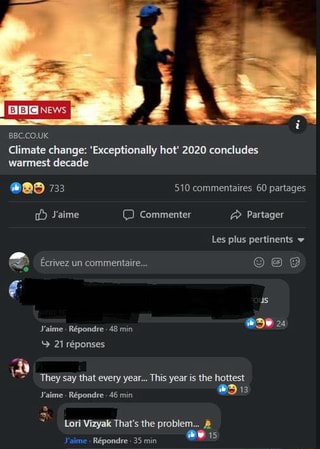 BBC NEWS
BBC.CO.UK
Climate change: 'Exceptionally hot' 2020 concludes
warmest decade
733
510 commentaires 60 partages
J'aime Commenter Partager
Les plus pertinents
Écrivez un commentaire...
GIF
ous
24
J'aime · Répondre · 48 min
21 réponses
They say that every year... This year is the hottest
13
J'aime · Répondre · 46 min
Lori Vizyak That's the problem...
15
J'aime · Répondre · 35 min